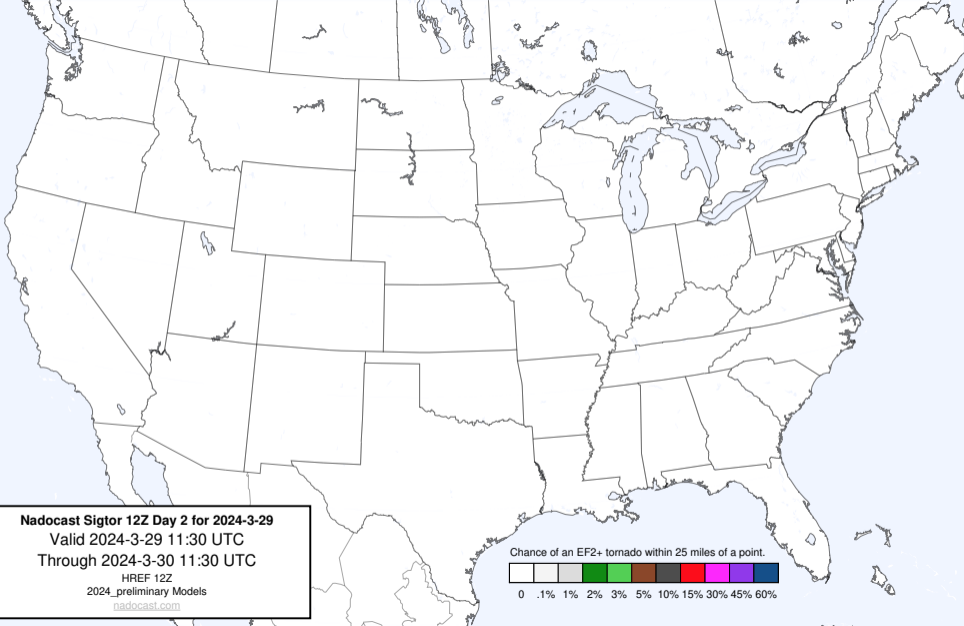 Nadocast Sigtor 12Z Day 2 for 2024-3-29
Valid 2024-3-29 11:30 UTC
Through 2024-3-30 11:30 UTC
HREF 12Z
2024_preliminary Models
nadocast.com
Chance of an EF2+ tornado within 25 miles of a point.
0 .1% 1% 2% 3% 5% 10% 15% 30% 45% 60%